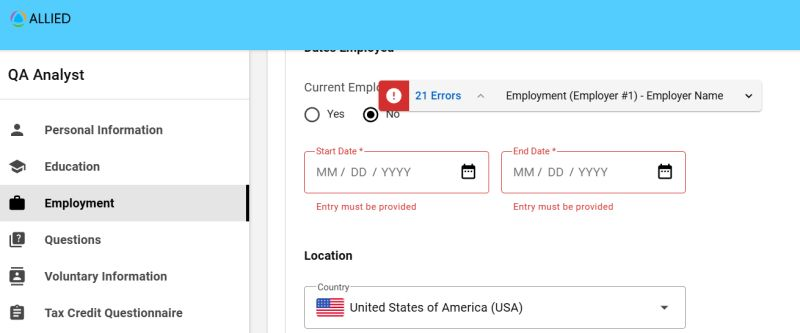 ALLIED
QA Analyst
Personal Information
Education
Employment
Questions
Voluntary Information
Tax Credit Questionnaire
Dates Employed
Current Emplo
21 Errors
Employment (Employer #1) - Employer Name
Yes
No
Start Date *
End Date *
MM / DD / YYYY
MM / DD / YYYY
Entry must be provided
Entry must be provided
Location
Country
United States of America (USA)